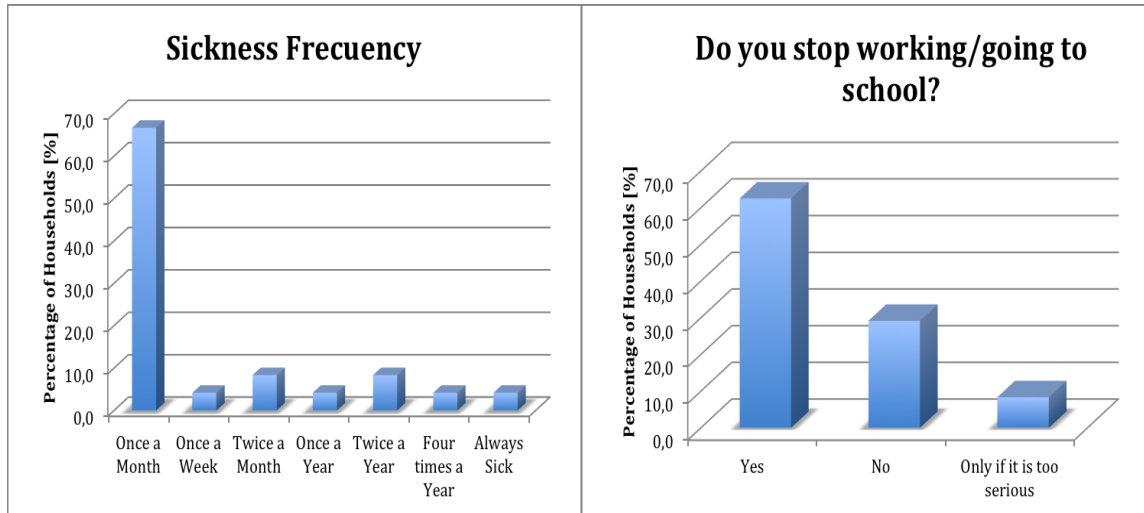 Sickness Frecuency
Percentage of Households [%]
70,0
60,0
50,0
40,0
30,0
20,0
10,0
0,0
Once a
Month
Once a
Week
Twice a
Month
Once a
Year
Twice a
Year
Four
times a
Year
Always
Sick
Do you stop working/going to
school?
Percentage of Households [%]
70,0
60,0
50,0
40,0
30,0
20,0
10,0
0,0
Yes
No
Only if it is too
serious